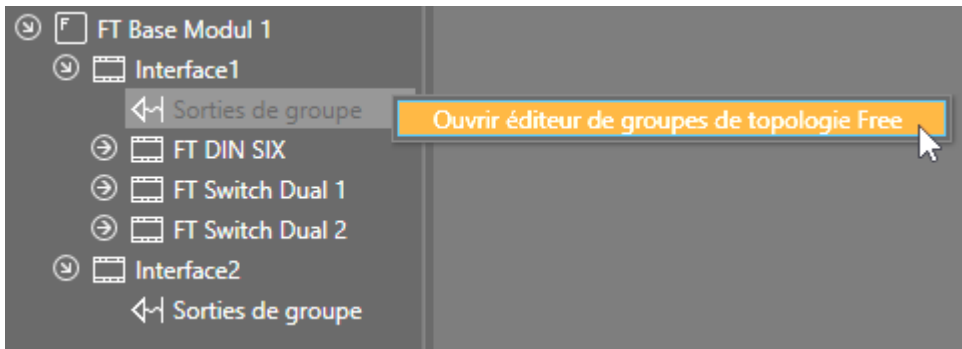 F FT Base Modul 1
Interface1
Sorties de groupe
Ouvrir éditeur de groupes de topologie Free
FT DIN SIX
FT Switch Dual 1
FT Switch Dual 2
Interface2
Sorties de groupe